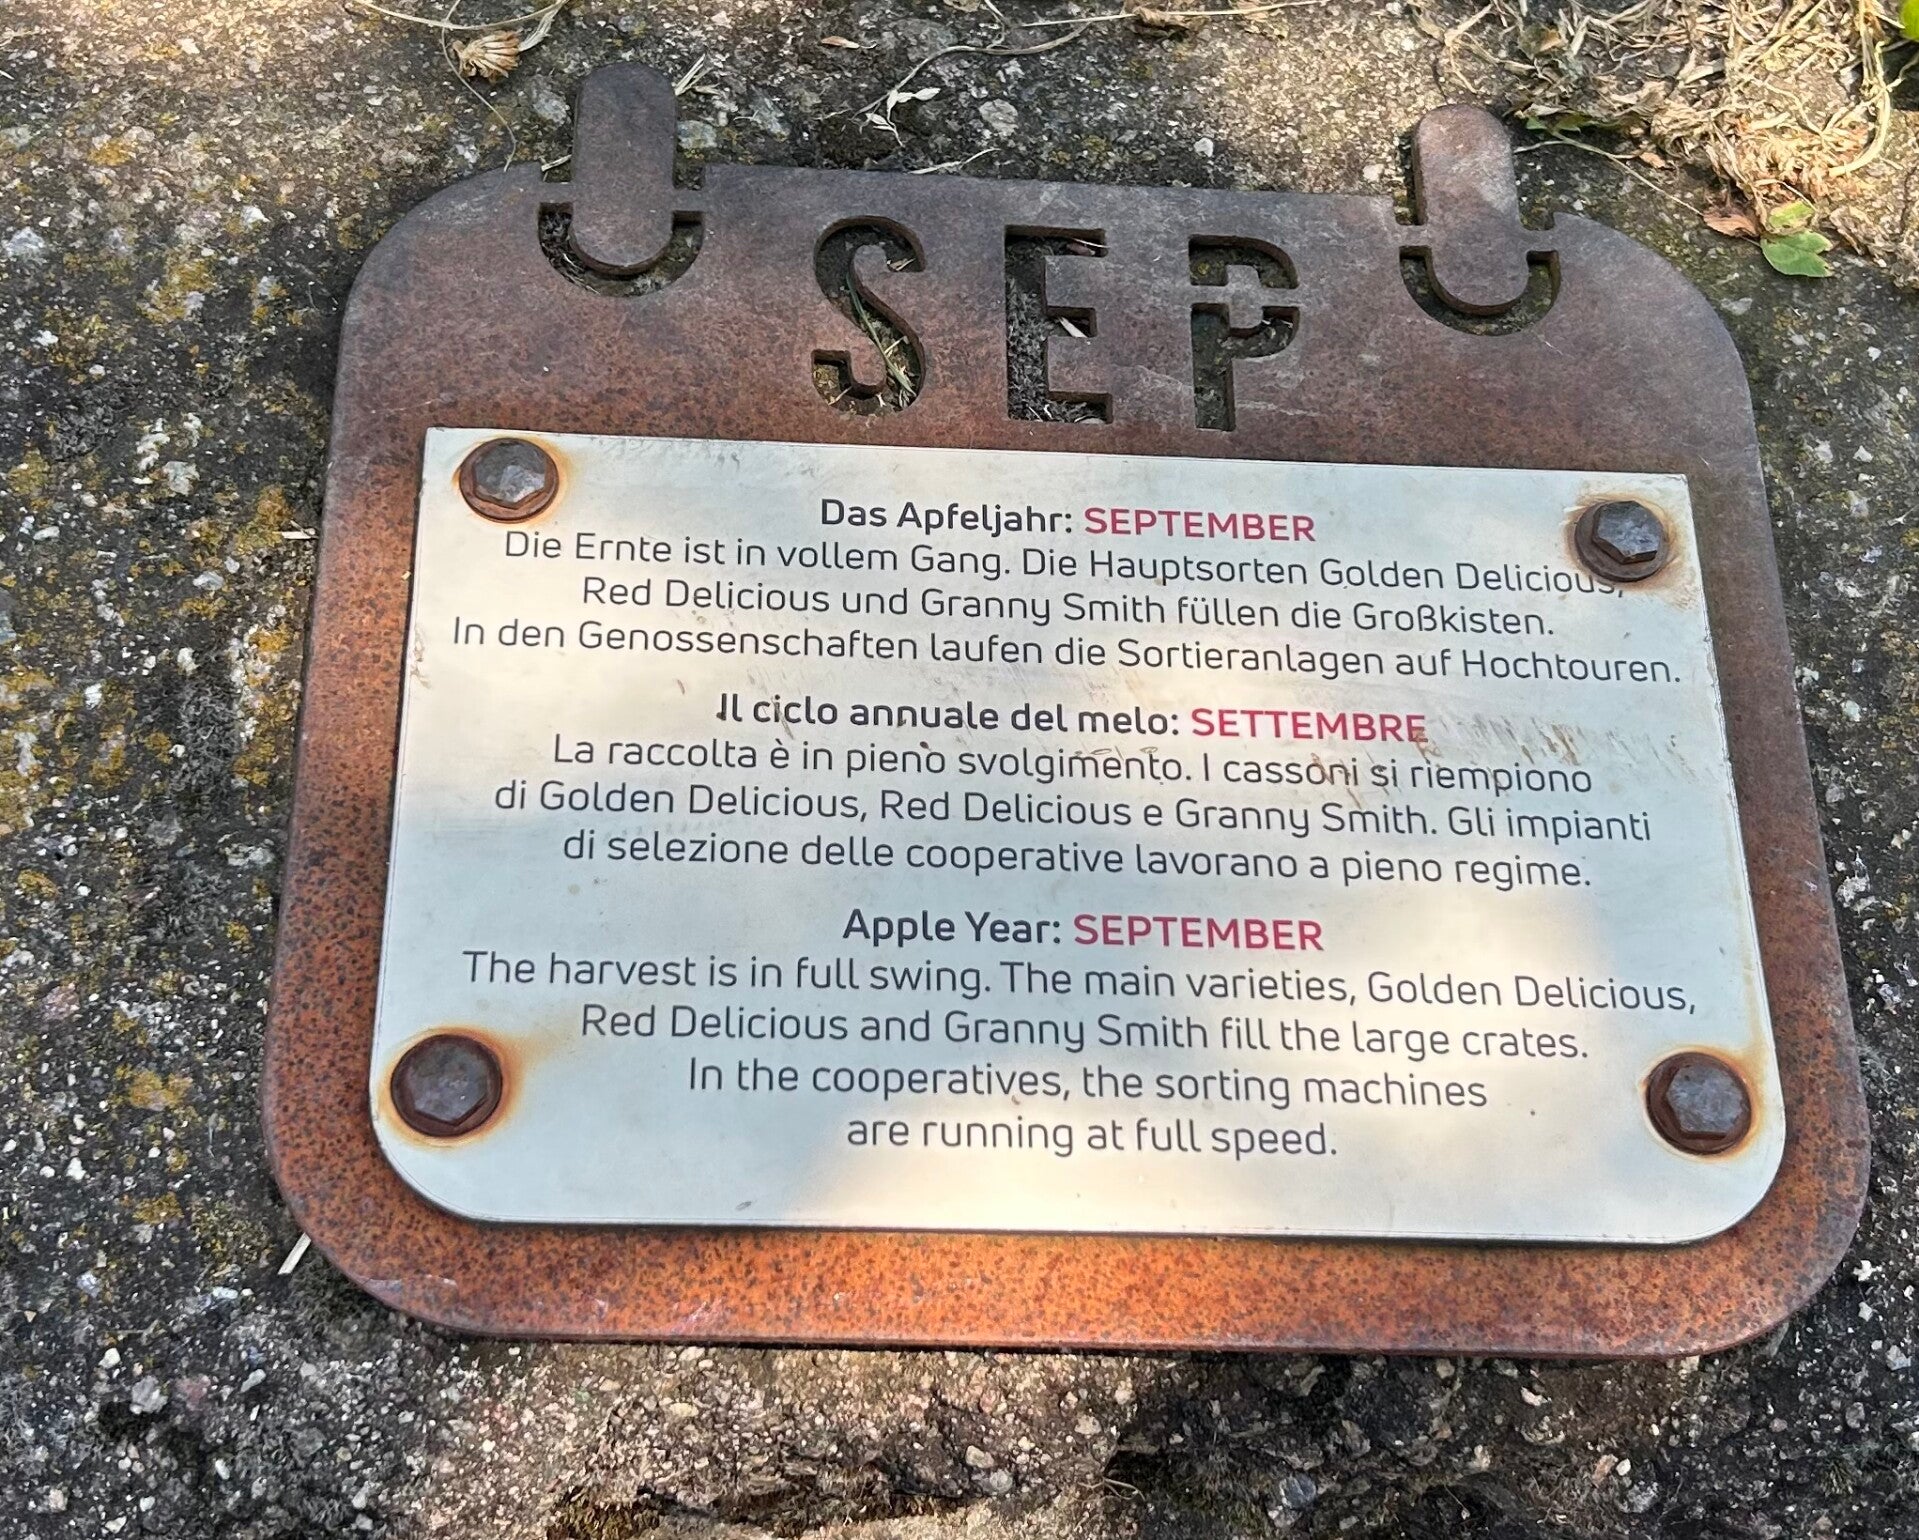 SEP
Das Apfeljahr: SEPTEMBER
Die Ernte ist in vollem Gang. Die Hauptsorten Golden Delicious,
Red Delicious und Granny Smith füllen die Großkisten.
In den Genossenschaften laufen die Sortieranlagen auf Hochtouren.
Il ciclo annuale del melo: SETTEMBRE
La raccolta è in pieno svolgimento. I cassoni si riempiono
di Golden Delicious, Red Delicious e Granny Smith. Gli impianti
di selezione delle cooperative lavorano a pieno regime.
Apple Year: SEPTEMBER
The harvest is in full swing. The main varieties, Golden Delicious,
Red Delicious and Granny Smith fill the large crates.
In the cooperatives, the sorting machines
are running at full speed.